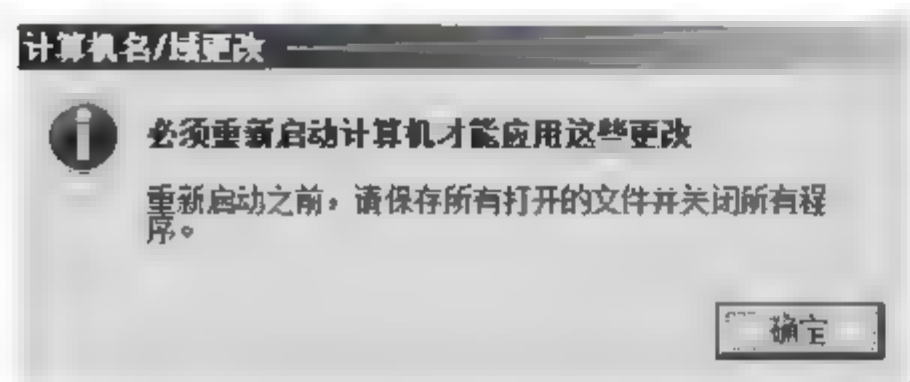 计算机名/域更改
必须重新启动计算机才能应用这些更改
重新启动之前，请保存所有打开的文件并关闭所有程
序。
确定